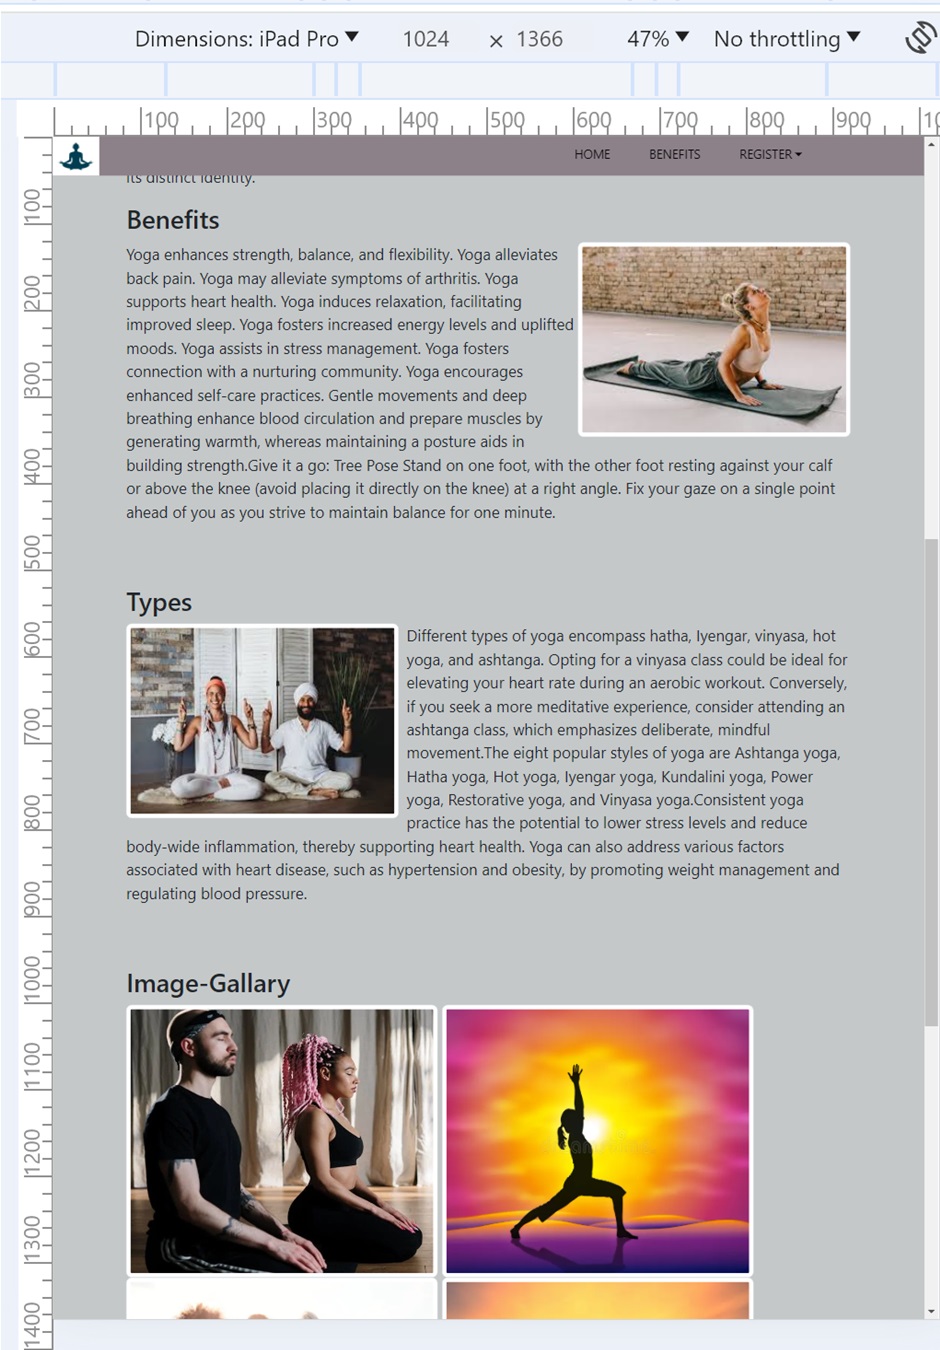 Dimensions: iPad Pro ▼ 1024 × 1366 47% ▼ No throttling ▼
100 200 300 400 500 600 700 800 900 10
HOME BENEFITS REGISTER
its distinct identity.
Benefits
Yoga enhances strength, balance, and flexibility. Yoga alleviates
back pain. Yoga may alleviate symptoms of arthritis. Yoga
supports heart health. Yoga induces relaxation, facilitating
improved sleep. Yoga fosters increased energy levels and uplifted
moods. Yoga assists in stress management. Yoga fosters
connection with a nurturing community. Yoga encourages
enhanced self-care practices. Gentle movements and deep
breathing enhance blood circulation and prepare muscles by
generating warmth, whereas maintaining a posture aids in
building strength.Give it a go: Tree Pose Stand on one foot, with the other foot resting against your calf
or above the knee (avoid placing it directly on the knee) at a right angle. Fix your gaze on a single point
ahead of you as you strive to maintain balance for one minute.
Types
Different types of yoga encompass hatha, Iyengar, vinyasa, hot
yoga, and ashtanga. Opting for a vinyasa class could be ideal for
elevating your heart rate during an aerobic workout. Conversely,
if you seek a more meditative experience, consider attending an
ashtanga class, which emphasizes deliberate, mindful
movement.The eight popular styles of yoga are Ashtanga yoga,
Hatha yoga, Hot yoga, Iyengar yoga, Kundalini yoga, Power
yoga, Restorative yoga, and Vinyasa yoga.Consistent yoga
practice has the potential to lower stress levels and reduce
body-wide inflammation, thereby supporting heart health. Yoga can also address various factors
associated with heart disease, such as hypertension and obesity, by promoting weight management and
regulating blood pressure.
Image-Gallary
100
200
300
400
500
600
700
800
900
1000
1100
1200
1300
1400